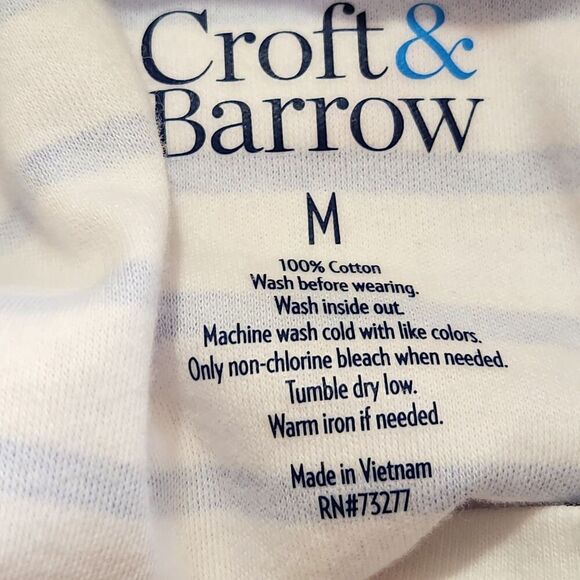 Croft &
Barrow
M
100% Cotton
Wash before wearing.
Wash inside out.
Machine wash cold with like colors.
Only non-chlorine bleach when needed.
Tumble dry low.
Warm iron if needed.
Made in Vietnam
RN#73277